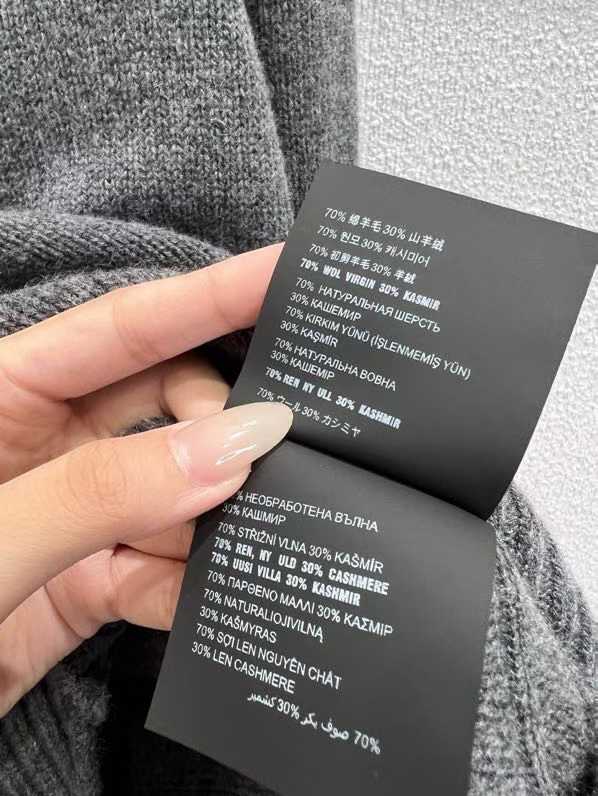 70% 绵羊毛 30% 山羊绒
70% 원모 30% 캐시미어
70% 初剪羊毛 30% 羊絨
70% WOL VIRGIN 30% KASMIR
70% НАТУРАЛЬНАЯ ШЕРСТЬ
30% КАШЕМИР
70% KIRKIM YÜNÜ (İŞLENMEMİŞ YÜN)
30% KAŞMİR
70% НАТУРАЛЬНА ВОВНА
30% КАШЕМІР
70% REN NY ULL 30% KASHMIR
70% ウール 30% カシミヤ
% НЕОБРАБОТЕНА ВЪЛНА
30% КАШМИР
70% STŘIŽNÍ VLNA 30% KAŠMÍR
70% REN, NY ULD 30% CASHMERE
70% UUSI VILLA 30% KASHMIR
70% ΠΑΡΘΕΝΟ ΜΑΛΛΙ 30% ΚΑΣΜΙΡ
70% NATURALIOJIVILNĄ
30% KAŠMYRAS
70% SỢI LEN NGUYÊN CHẤT
30% LEN CASHMERE
70% صوف بكر 30% كشمير